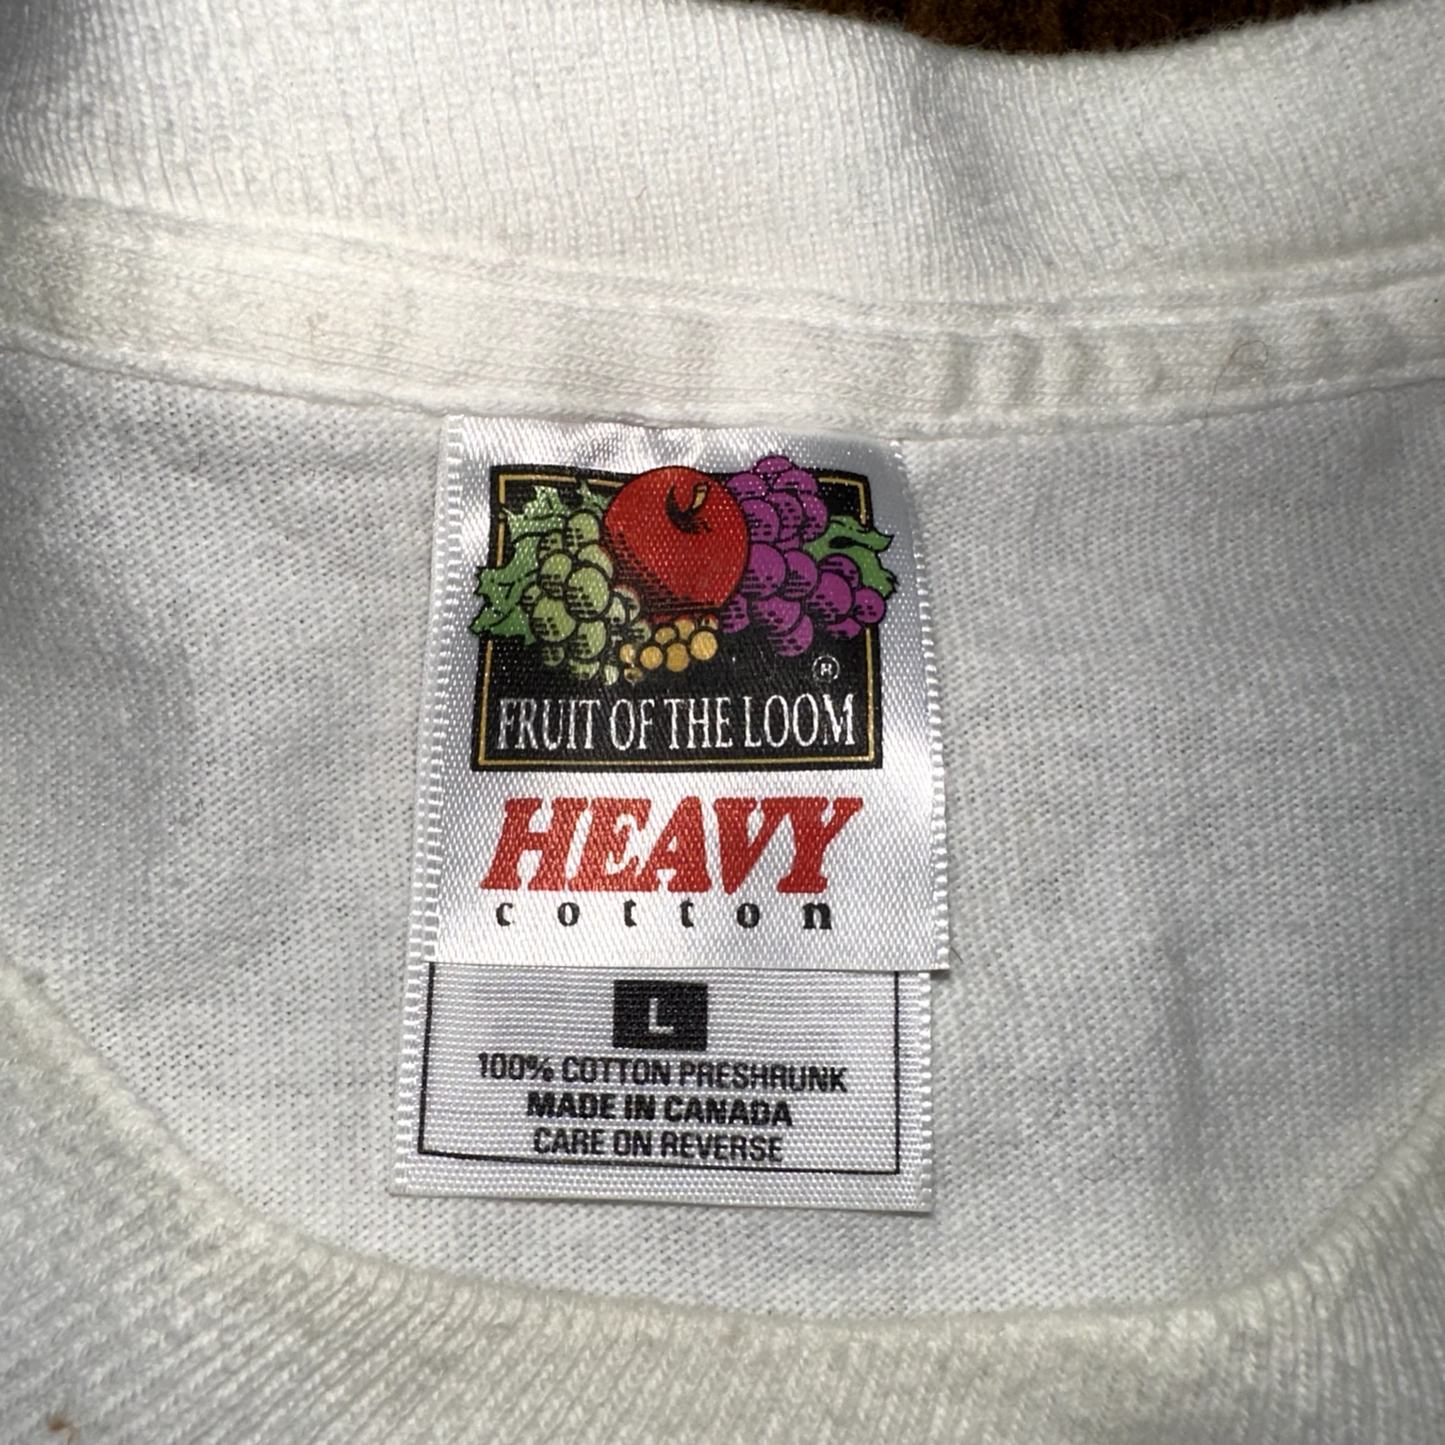 ®
FRUIT OF THE LOOM
HEAVY
cotton
L
100% COTTON PRESHRUNK
MADE IN CANADA
CARE ON REVERSE